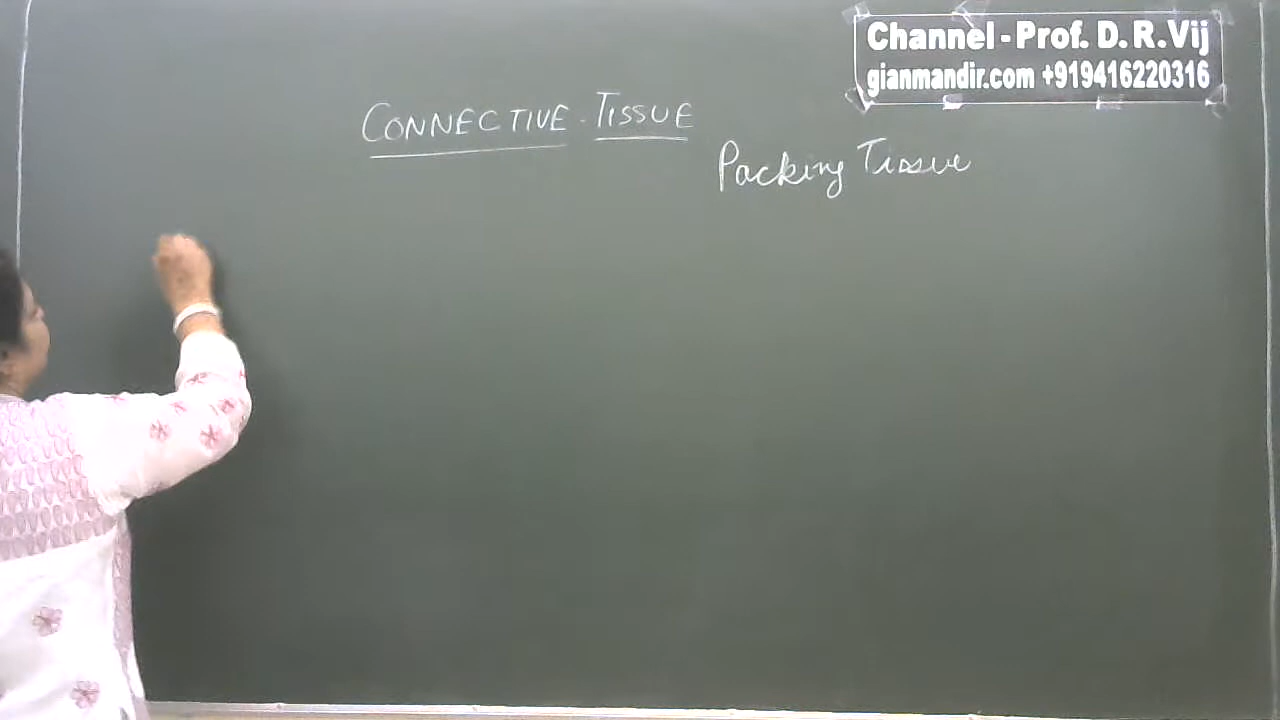 Channel - Prof. D. R. Vij
gianmandir.com +919416220316
CONNECTIVE - TISSUE
Packing Tissue